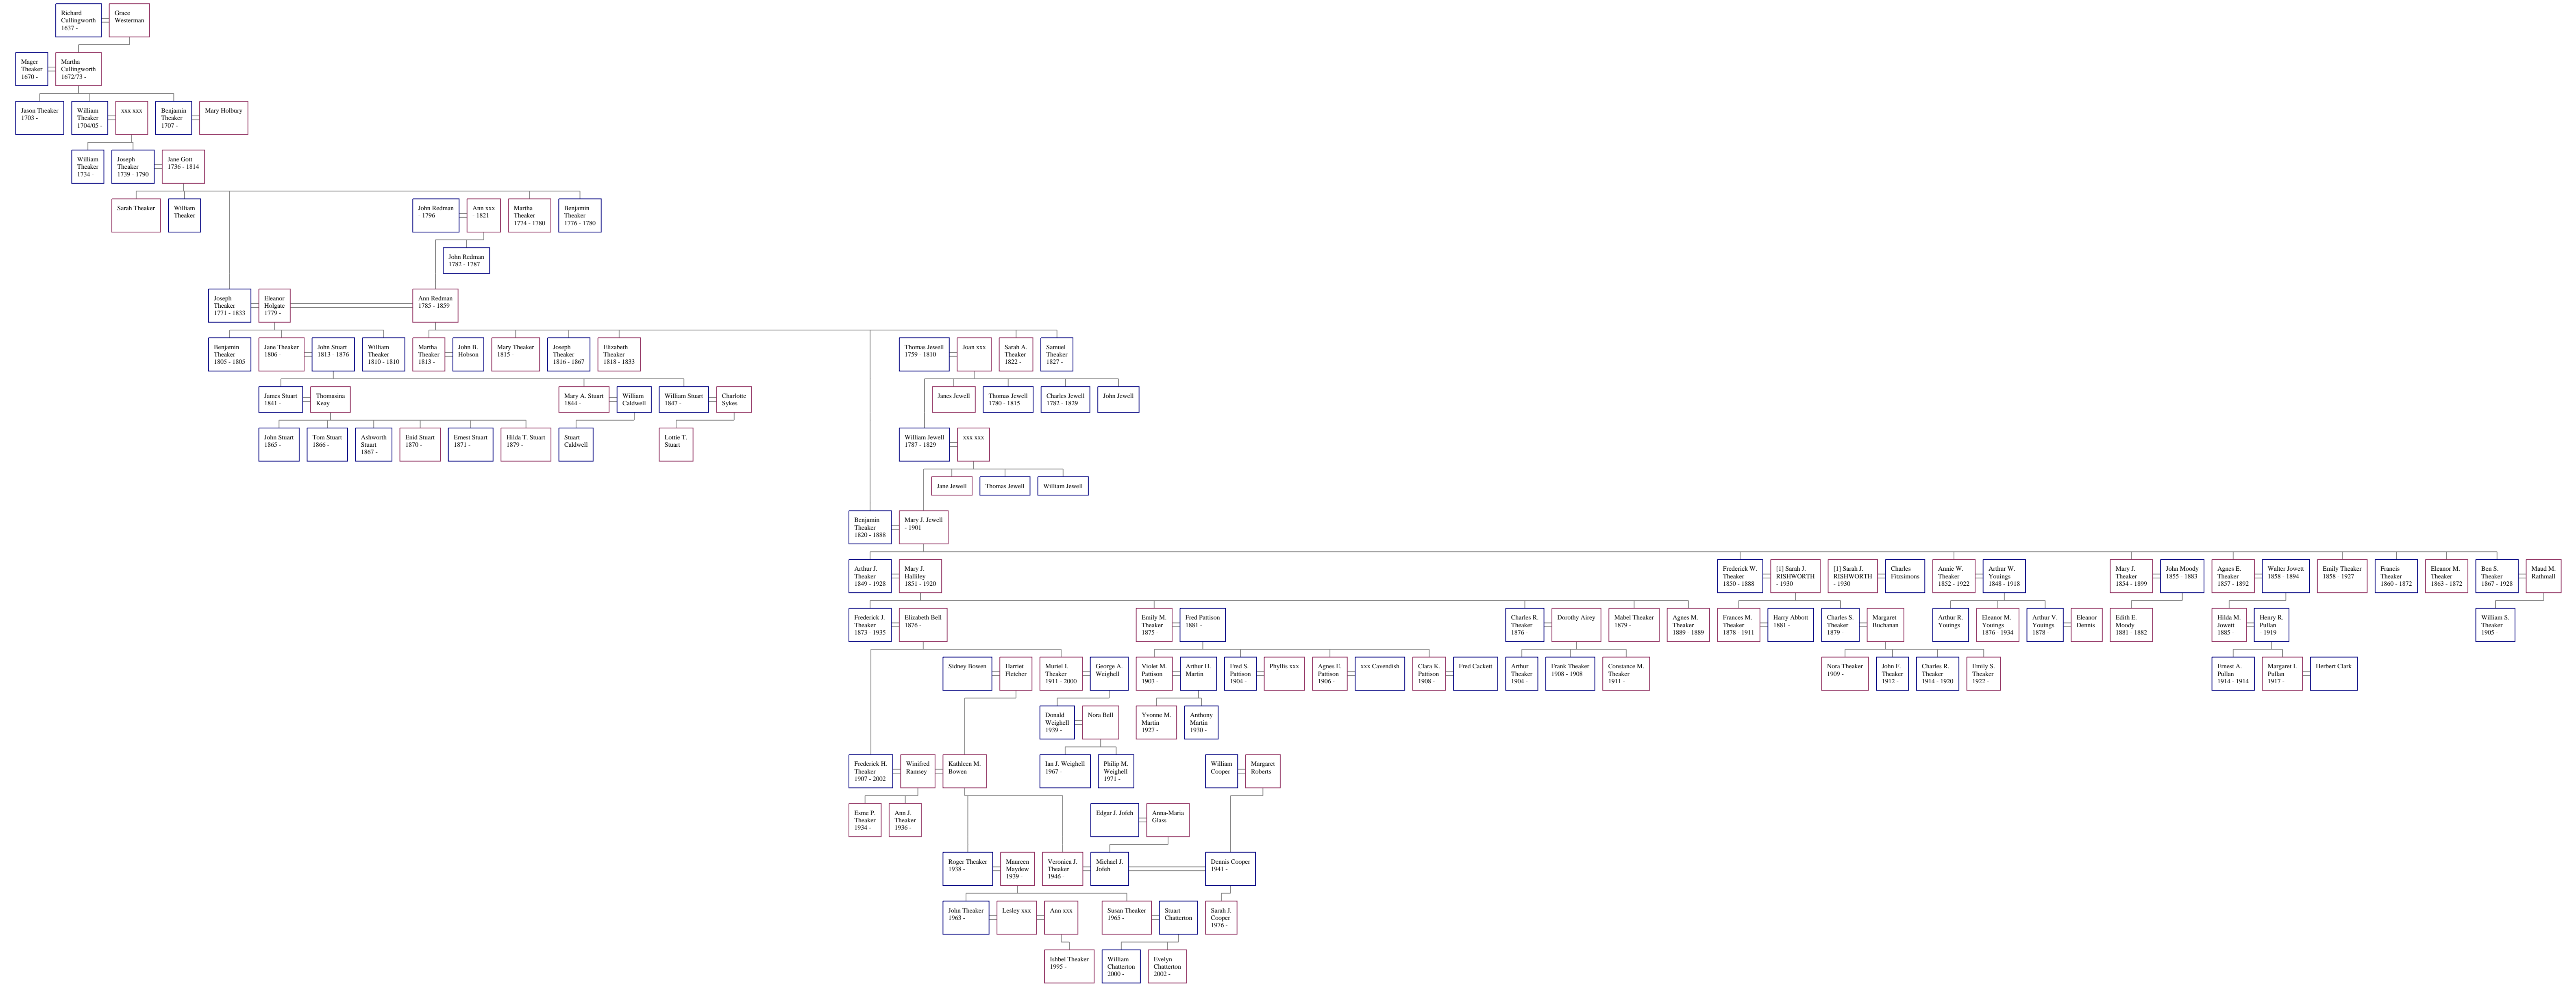 Richard
Cullingworth
1637 -
Grace
Westerman
Mager
Theaker
1670 -
Martha
Cullingworth
1672/73 -
Jason Theaker
1703 -
William
Theaker
1704/05 -
xxx xxx
Benjamin
Theaker
1707 -
Mary Holbury
William
Theaker
1734 -
Joseph
Theaker
1739 - 1790
Jane Gott
1736 - 1814
Sarah Theaker
William
Theaker
John Redman
- 1796
Ann xxx
- 1821
Martha
Theaker
1774 - 1780
Benjamin
Theaker
1776 - 1780
John Redman
1782 - 1787
Joseph
Theaker
1771 - 1833
Eleanor
Holgate
1779 -
Ann Redman
1785 - 1859
Benjamin
Theaker
1805 - 1805
Jane Theaker
1806 -
John Stuart
1813 - 1876
William
Theaker
1810 - 1810
Martha
Theaker
1813 -
John B.
Hobson
Mary Theaker
1815 -
Joseph
Theaker
1816 - 1867
Elizabeth
Theaker
1818 - 1833
Thomas Jewell
1759 - 1810
Joan xxx
Sarah A.
Theaker
1822 -
Samuel
Theaker
1827 -
James Stuart
1841 -
Thomasina
Keay
Mary A. Stuart
1844 -
William
Caldwell
William Stuart
1847 -
Charlotte
Sykes
Janes Jewell
Thomas Jewell
1780 - 1815
Charles Jewell
1782 - 1829
John Jewell
John Stuart
1865 -
Tom Stuart
1866 -
Ashworth
Stuart
1867 -
Enid Stuart
1870 -
Ernest Stuart
1871 -
Hilda T. Stuart
1879 -
Stuart
Caldwell
Lottie T.
Stuart
William Jewell
1787 - 1829
xxx xxx
Jane Jewell
Thomas Jewell
William Jewell
Benjamin
Theaker
1820 - 1888
Mary J. Jewell
- 1901
Arthur J.
Theaker
1849 - 1928
Mary J.
Halliley
1851 - 1920
Frederick W.
Theaker
1850 - 1888
[1] Sarah J.
RISHWORTH
- 1930
[1] Sarah J.
RISHWORTH
- 1930
Charles
Fitzsimons
Annie W.
Theaker
1852 - 1922
Arthur W.
Youings
1848 - 1918
Mary J.
Theaker
1854 - 1899
John Moody
1855 - 1883
Agnes E.
Theaker
1857 - 1892
Walter Jowett
1858 - 1894
Emily Theaker
1858 - 1927
Francis
Theaker
1860 - 1872
Eleanor M.
Theaker
1863 - 1872
Ben S.
Theaker
1867 - 1928
Maud M.
Rathmall
Frederick J.
Theaker
1873 - 1935
Elizabeth Bell
1876 -
Emily M.
Theaker
1875 -
Fred Pattison
1881 -
Charles R.
Theaker
1876 -
Dorothy Airey
Mabel Theaker
1879 -
Agnes M.
Theaker
1889 - 1889
Frances M.
Theaker
1878 - 1911
Harry Abbott
1881 -
Charles S.
Theaker
1879 -
Margaret
Buchanan
Arthur R.
Youings
Eleanor M.
Youings
1876 - 1934
Arthur V.
Youings
1878 -
Eleanor
Dennis
Edith E.
Moody
1881 - 1882
Hilda M.
Jowett
1885 -
Henry R.
Pullan
- 1919
William S.
Theaker
1905 -
Sidney Bowen
Harriet
Fletcher
Muriel I.
Theaker
1911 - 2000
George A.
Weighell
Violet M.
Pattison
1903 -
Arthur H.
Martin
Fred S.
Pattison
1904 -
Phyllis xxx
Agnes E.
Pattison
1906 -
xxx Cavendish
Clara K.
Pattison
1908 -
Fred Cackett
Arthur
Theaker
1904 -
Frank Theaker
1908 - 1908
Constance M.
Theaker
1911 -
Nora Theaker
1909 -
John F.
Theaker
1912 -
Charles R.
Theaker
1914 - 1920
Emily S.
Theaker
1922 -
Ernest A.
Pullan
1914 - 1914
Margaret I.
Pullan
1917 -
Herbert Clark
Donald
Weighell
1939 -
Nora Bell
Yvonne M.
Martin
1927 -
Anthony
Martin
1930 -
Frederick H.
Theaker
1907 - 2002
Winifred
Ramsey
Kathleen M.
Bowen
Ian J. Weighell
1967 -
Philip M.
Weighell
1971 -
William
Cooper
Margaret
Roberts
Esme P.
Theaker
1934 -
Ann J.
Theaker
1936 -
Edgar J. Jofeh
Anna-Maria
Glass
Roger Theaker
1938 -
Maureen
Maydew
1939 -
Veronica J.
Theaker
1946 -
Michael J.
Jofeh
Dennis Cooper
1941 -
John Theaker
1963 -
Lesley xxx
Ann xxx
Susan Theaker
1965 -
Stuart
Chatterton
Sarah J.
Cooper
1976 -
Ishbel Theaker
1995 -
William
Chatterton
2000 -
Evelyn
Chatterton
2002 -